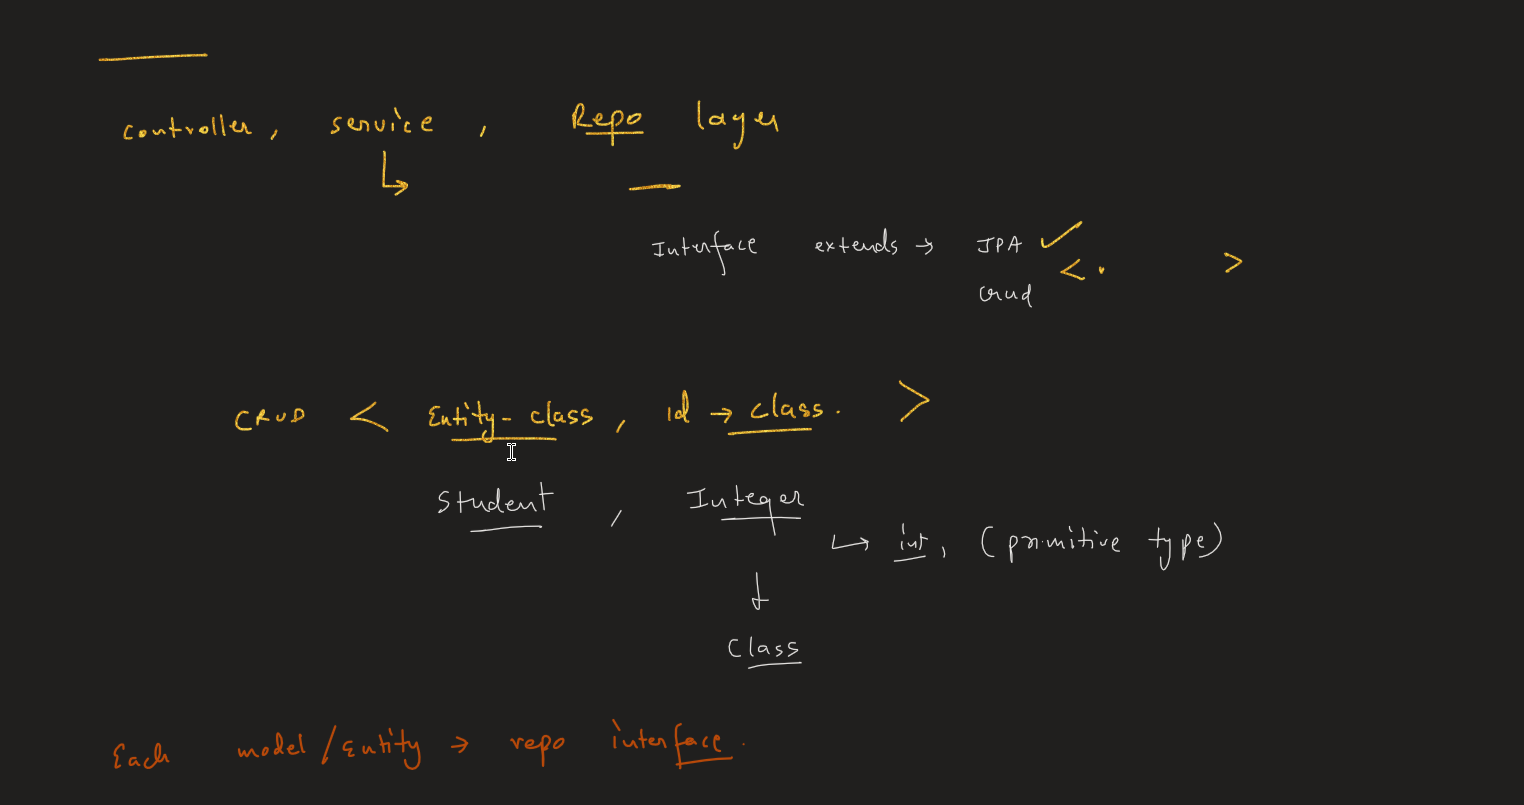 controller, service, Repo layer
Interface extends → JPA ✓
< . >
Crud
CRUD < Entity-class, id → class. >
Student, Integer
↳ int, (primitive type)
↓
Class
Each model/Entity → repo interface.